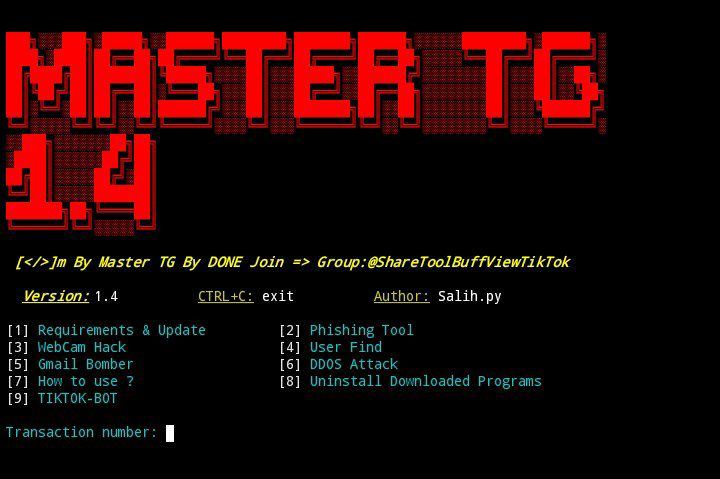 MASTER TG
1.4
[</>]m By Master TG By DONE Join => Group:@ShareToolBuffViewTikTok
Version: 1.4 CTRL+C: exit Author: Salih.py
[1] Requirements & Update [2] Phishing Tool
[3] WebCam Hack [4] User Find
[5] Gmail Bomber [6] DDOS Attack
[7] How to use ? [8] Uninstall Downloaded Programs
[9] TIKTOK-BOT
Transaction number: